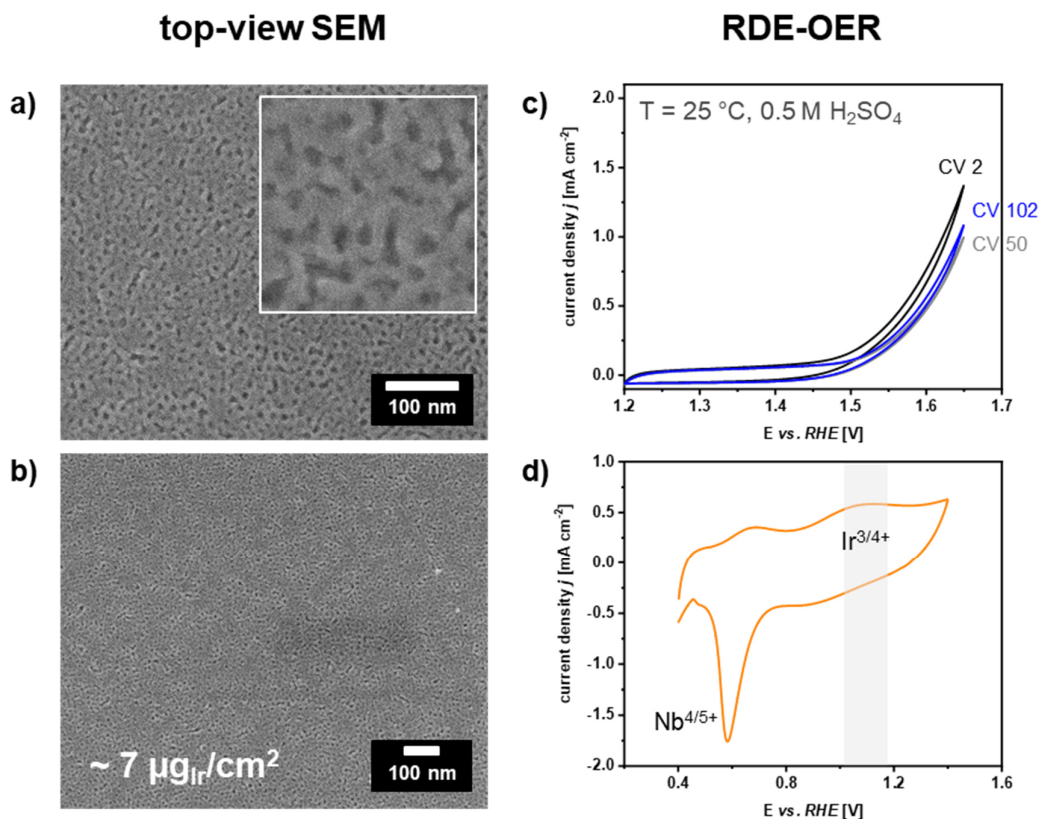 top-view SEM
RDE-OER
a)
100 nm
b)
~ 7 µg_Ir/cm²
100 nm
c)
T = 25 °C, 0.5 M H₂SO₄
CV 2
CV 102
CV 50
current density j [mA cm⁻²]
2.0
1.5
1.0
0.5
0.0
1.2 1.3 1.4 1.5 1.6 1.7
E vs. RHE [V]
d)
Ir³/⁴⁺
Nb⁴/⁵⁺
current density j [mA cm⁻²]
1.0
0.5
0.0
-0.5
-1.0
-1.5
-2.0
0.4 0.8 1.2 1.6
E vs. RHE [V]